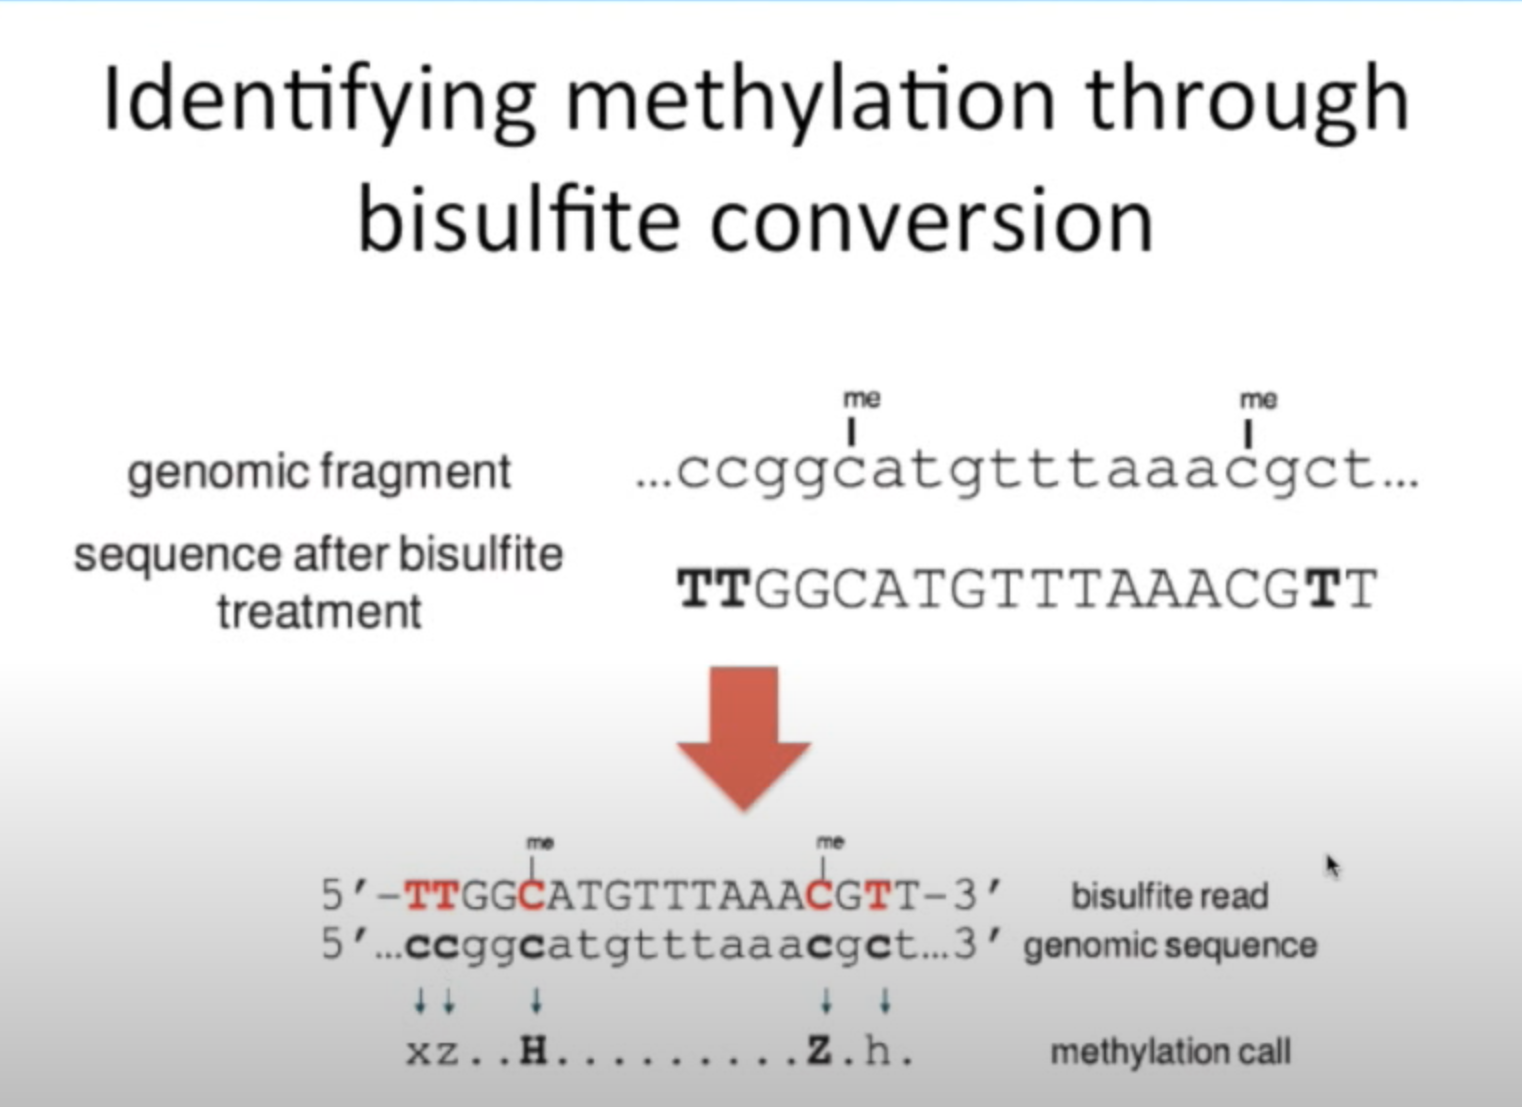 Identifying methylation through
bisulfite conversion
me me
genomic fragment ...ccggcatgtttaaacgct...
sequence after bisulfite
treatment
TTGGCATGTTTAAACGTT
me me
5'-TTGGCATGTTTAAACGTT-3' bisulfite read
5'...ccggcatgtttaaacgct...3' genomic sequence
xz..H.........Z.h. methylation call